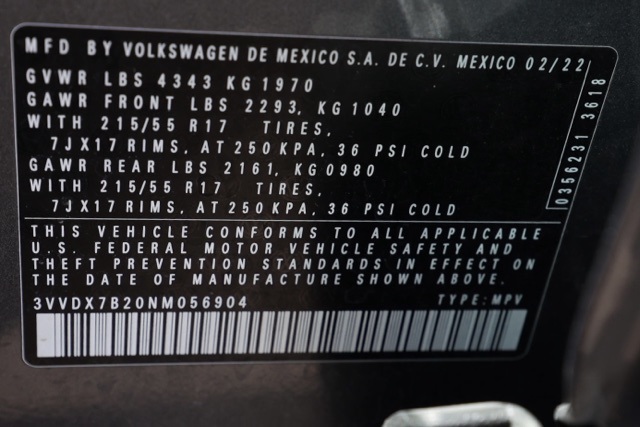 MFD BY VOLKSWAGEN DE MEXICO S.A. DE C.V. MEXICO 02/22
GVWR LBS 4343 KG 1970
GAWR FRONT LBS 2293, KG 1040
WITH 215/55 R17 TIRES,
7JX17 RIMS, AT 250 KPA, 36 PSI COLD
GAWR REAR LBS 2161, KG 0980
WITH 215/55 R17 TIRES,
7JX17 RIMS, AT 250 KPA, 36 PSI COLD
0356231 3618
THIS VEHICLE CONFORMS TO ALL APPLICABLE
U.S. FEDERAL MOTOR VEHICLE SAFETY AND
THEFT PREVENTION STANDARDS IN EFFECT ON
THE DATE OF MANUFACTURE SHOWN ABOVE.
3VVDX7B20NM056904 TYPE: MPV